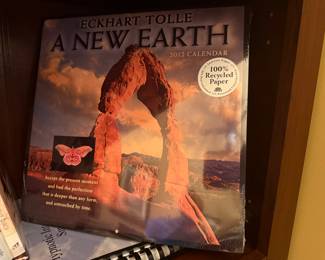 ECKHART TOLLE
A NEW EARTH
2012 CALENDAR
100%
Recycled
Paper
Accept the present moment
and find the perfection
that is deeper than any form,
and untouched by time.